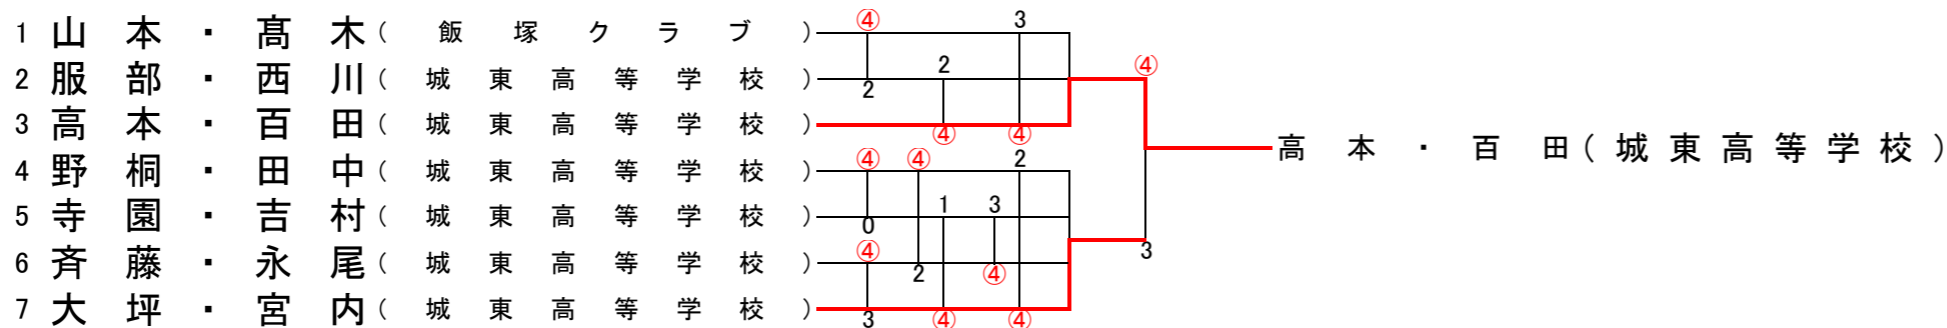 ④ 3
1 山本・髙木(飯塚クラブ)
2 ④
2 服部・西川(城東高等学校)
2
3 高本・百田(城東高等学校)
④ ④
高本・百田(城東高等学校)
④ ④ 2
4 野桐・田中(城東高等学校)
1 3
5 寺園・吉村(城東高等学校)
0
④ 3
6 斉藤・永尾(城東高等学校)
2 ④
7 大坪・宮内(城東高等学校)
3 ④ ④